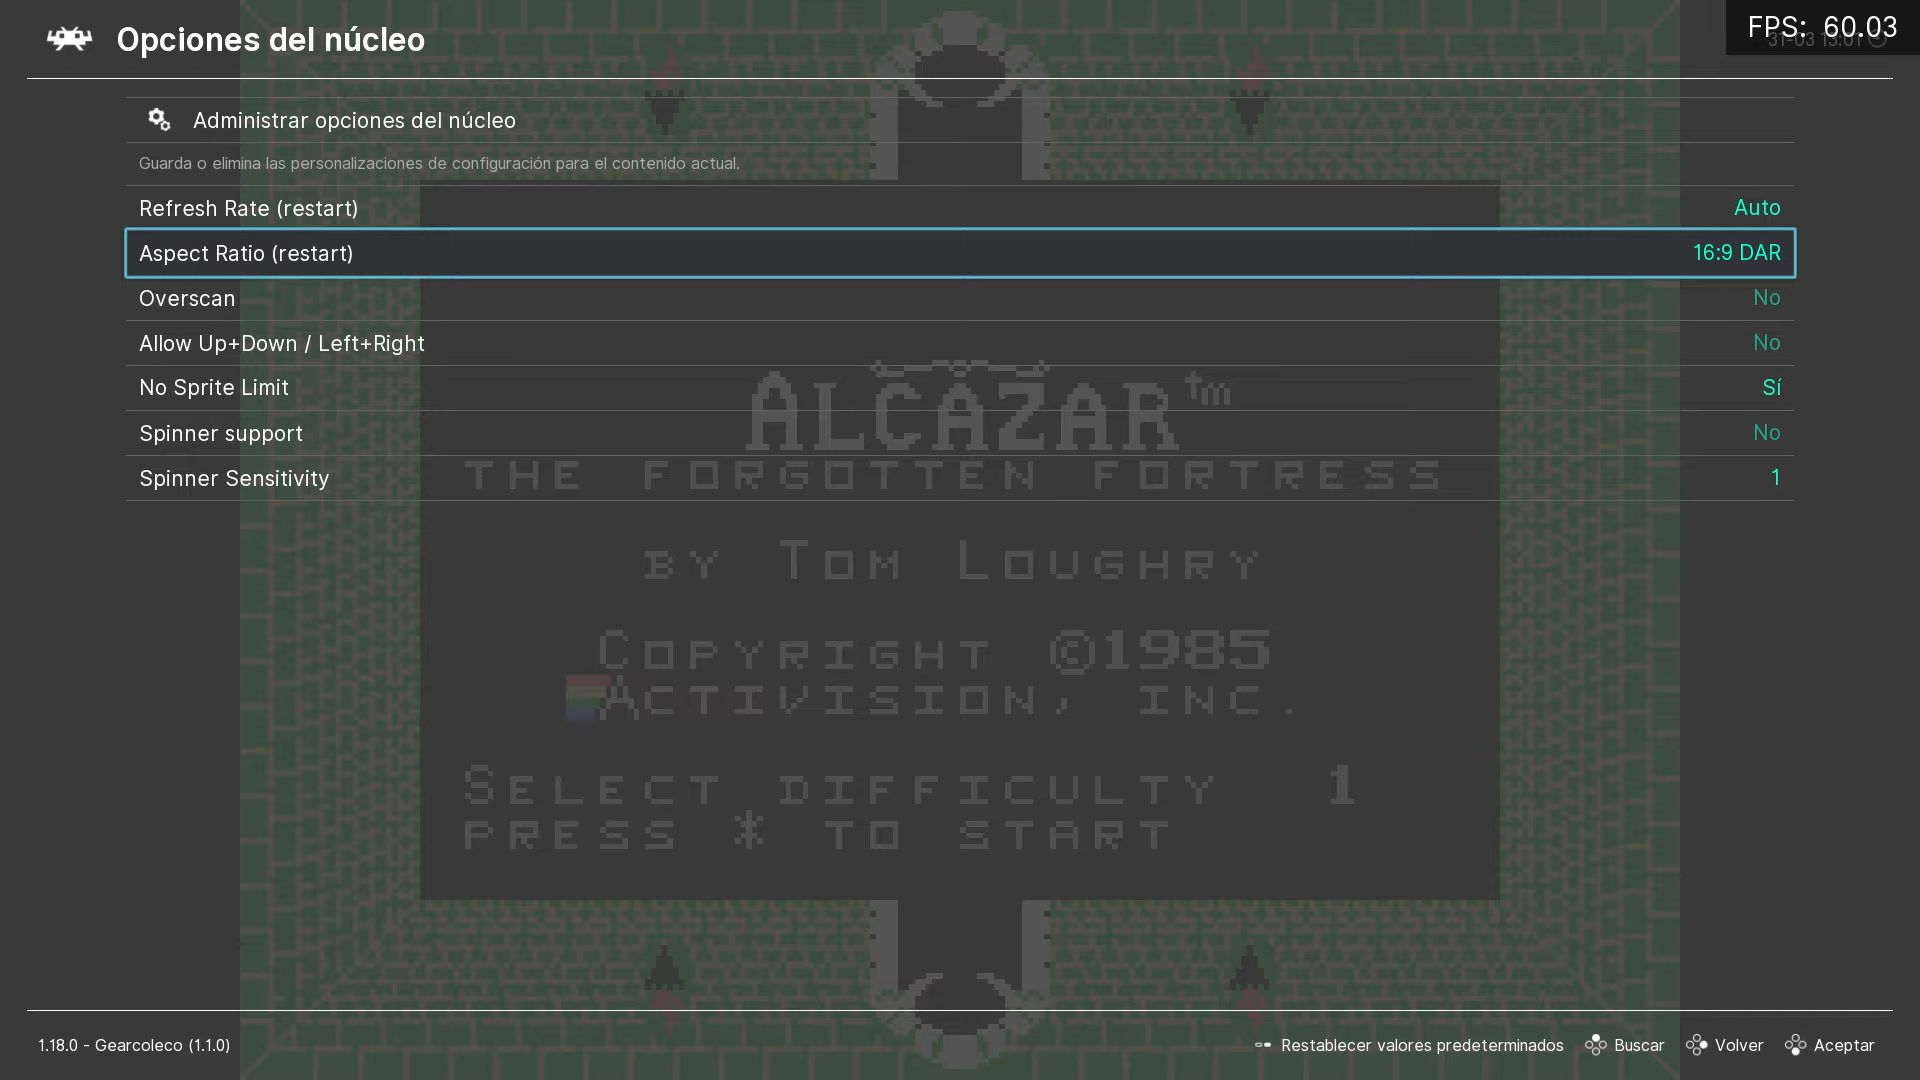 Opciones del núcleo
FPS: 60.03
31-03 13:01
Administrar opciones del núcleo
Guarda o elimina las personalizaciones de configuración para el contenido actual.
Refresh Rate (restart) Auto
Aspect Ratio (restart) 16:9 DAR
Overscan No
Allow Up+Down / Left+Right No
No Sprite Limit Sí
Spinner support No
Spinner Sensitivity 1
ALCAZAR tm
THE FORGOTTEN FORTRESS
BY TOM LOUGHRY
COPYRIGHT ©1985
ACTIVISION, INC.
SELECT DIFFICULTY 1
PRESS * TO START
1.18.0 - Gearcoleco (1.1.0)
Restablecer valores predeterminados Buscar Volver Aceptar